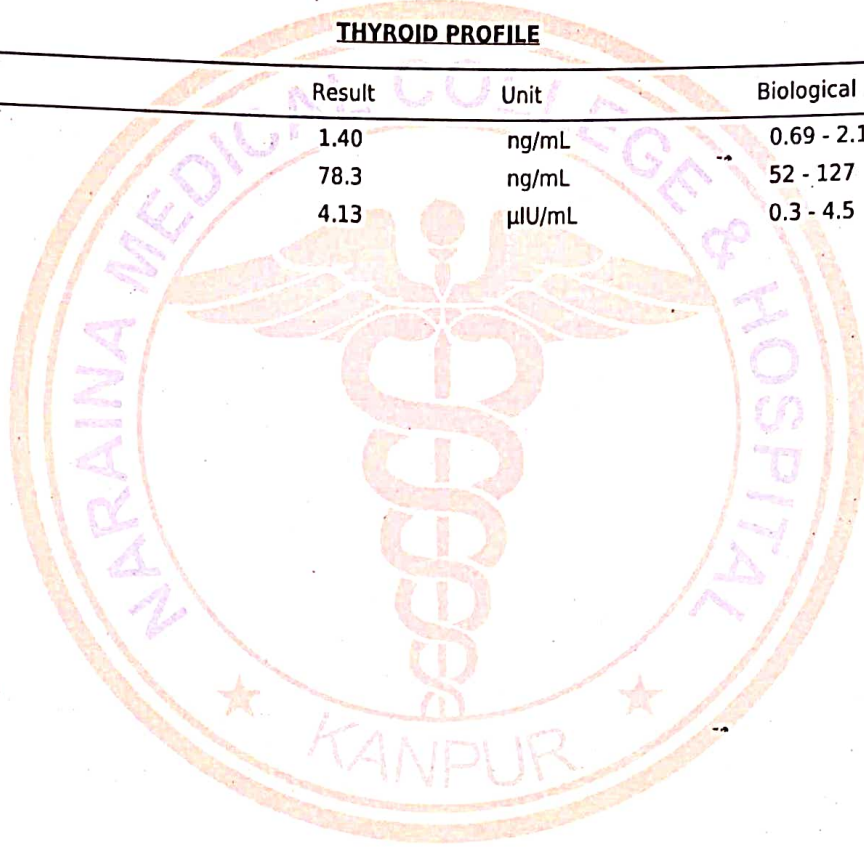 THYROID PROFILE
Result Unit Biological
1.40 ng/mL 0.69 - 2.1
78.3 ng/mL 52 - 127
4.13 µIU/mL 0.3 - 4.5
NARAINA MEDICAL COLLEGE & HOSPITAL
KANPUR